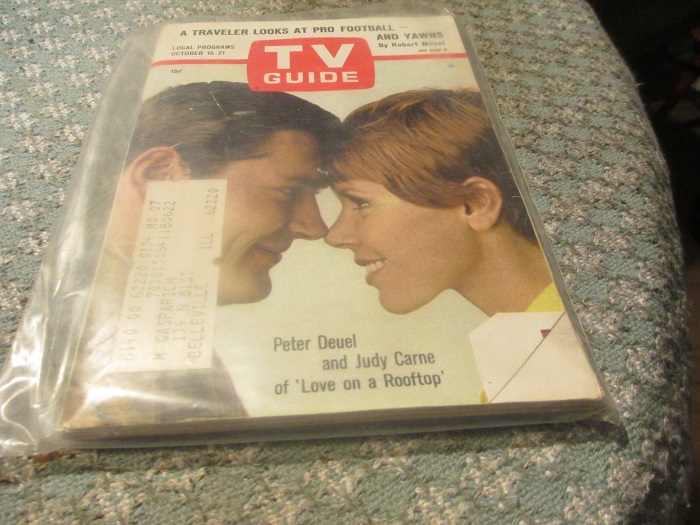 A TRAVELER LOOKS AT PRO FOOTBALL—
AND YAWNS
By Robert Musel
LOCAL PROGRAMS
OCTOBER 15-21
15¢
TV
GUIDE
Peter Deuel
and Judy Carne
of 'Love on a Rooftop'
M GASPARICH
BELLEVILLE ILL 62220